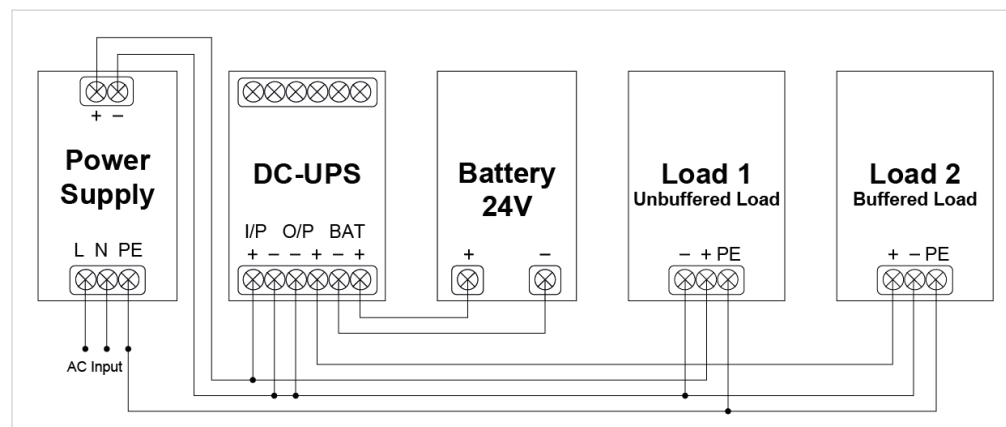 + −
Power
Supply
L N PE
AC Input
DC-UPS
I/P O/P BAT
+ − − + − +
Battery
24V
+ −
Load 1
Unbuffered Load
− + PE
Load 2
Buffered Load
+ − PE